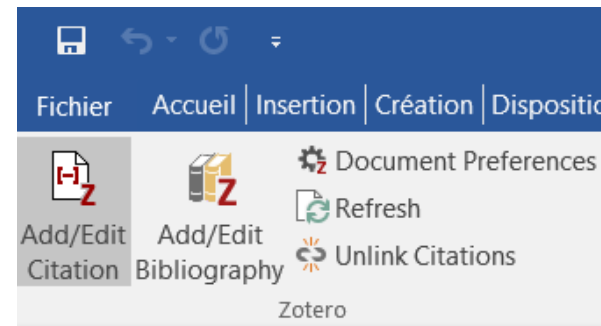 Fichier Accueil Insertion Création Dispositio
Add/Edit Citation
Add/Edit Bibliography
Document Preferences
Refresh
Unlink Citations
Zotero